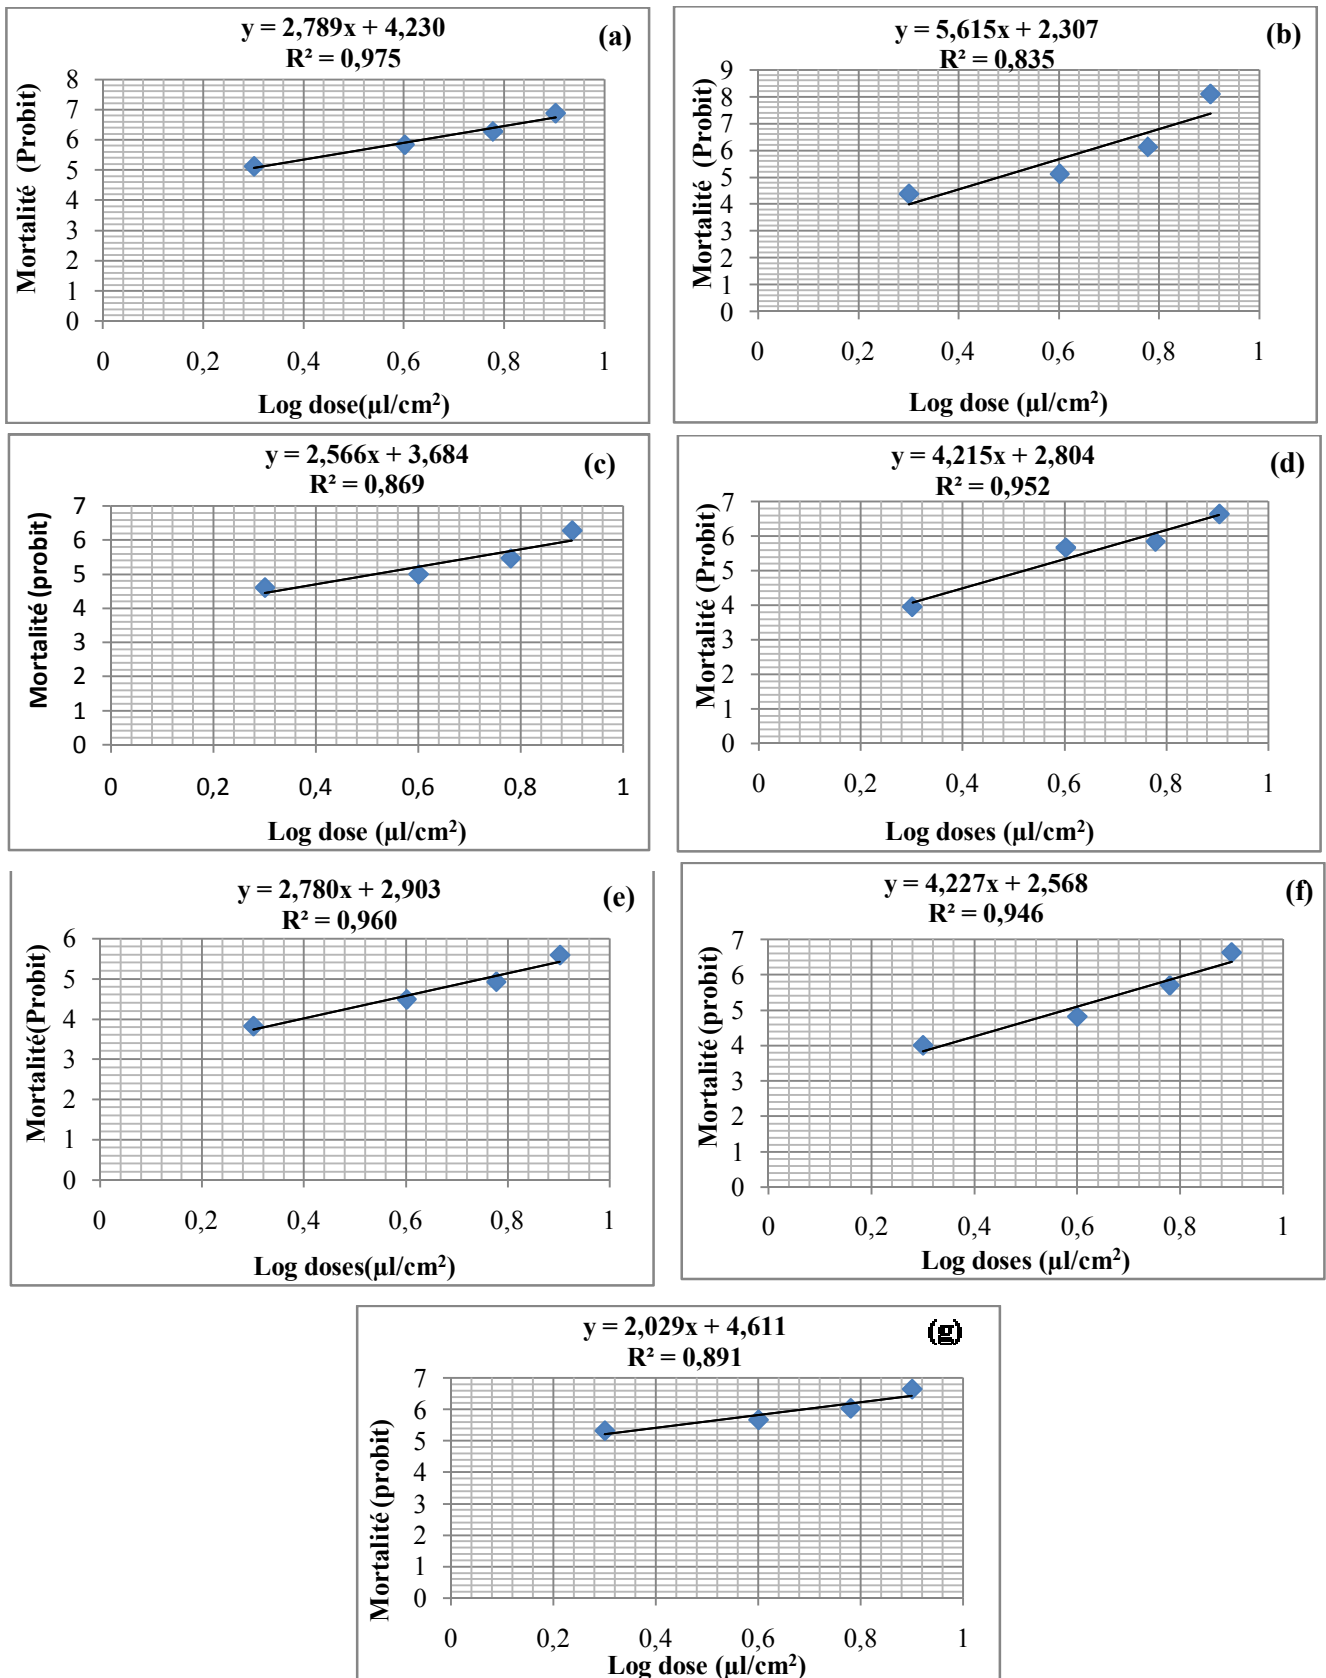 y = 2,789x + 4,230
R² = 0,975
(a)
Mortalité (Probit)
8
7
6
5
4
3
2
1
0
0 0,2 0,4 0,6 0,8 1
Log dose(µl/cm²)
y = 5,615x + 2,307
R² = 0,835
(b)
Mortalité (Probit)
9
8
7
6
5
4
3
2
1
0
0 0,2 0,4 0,6 0,8 1
Log dose (µl/cm²)
y = 2,566x + 3,684
R² = 0,869
(c)
Mortalité (probit)
7
6
5
4
3
2
1
0
0 0,2 0,4 0,6 0,8 1
Log dose (µl/cm²)
y = 4,215x + 2,804
R² = 0,952
(d)
Mortalité (Probit)
7
6
5
4
3
2
1
0
0 0,2 0,4 0,6 0,8 1
Log doses (µl/cm²)
y = 2,780x + 2,903
R² = 0,960
(e)
Mortalité(Probit)
6
5
4
3
2
1
0
0 0,2 0,4 0,6 0,8 1
Log doses(µl/cm²)
y = 4,227x + 2,568
R² = 0,946
(f)
Mortalité (probit)
7
6
5
4
3
2
1
0
0 0,2 0,4 0,6 0,8 1
Log doses (µl/cm²)
y = 2,029x + 4,611
R² = 0,891
(g)
Mortalité (probit)
7
6
5
4
3
2
1
0
0 0,2 0,4 0,6 0,8 1
Log dose (µl/cm²)